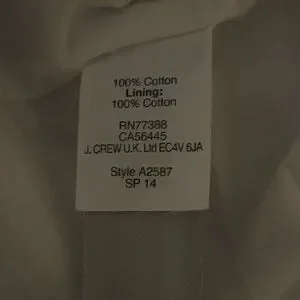 100% Cotton
Lining:
100% Cotton
RN77388
CA56445
J. CREW U.K. Ltd EC4V 6JA
Style A2587
SP 14